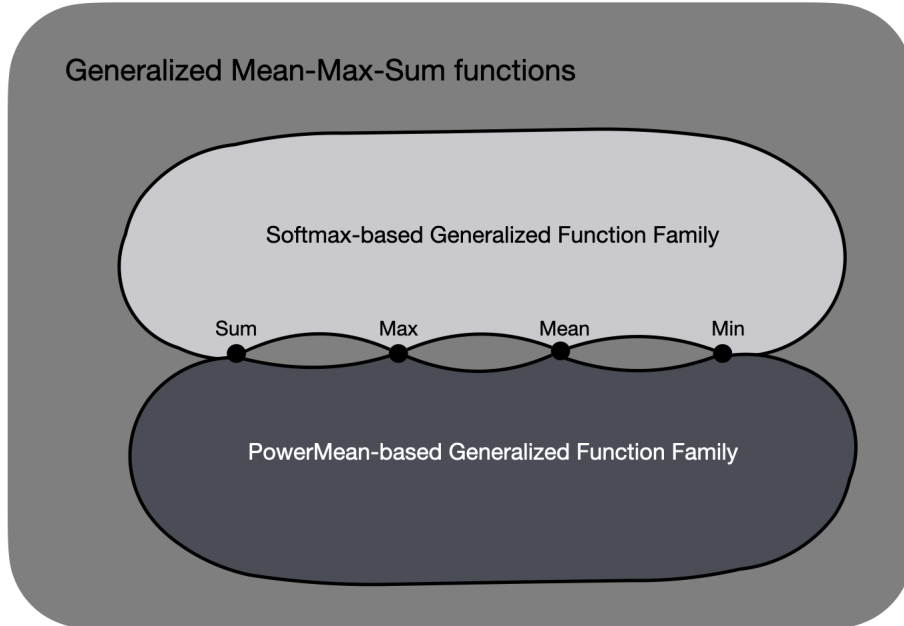 Generalized Mean-Max-Sum functions
Softmax-based Generalized Function Family
Sum Max Mean Min
PowerMean-based Generalized Function Family